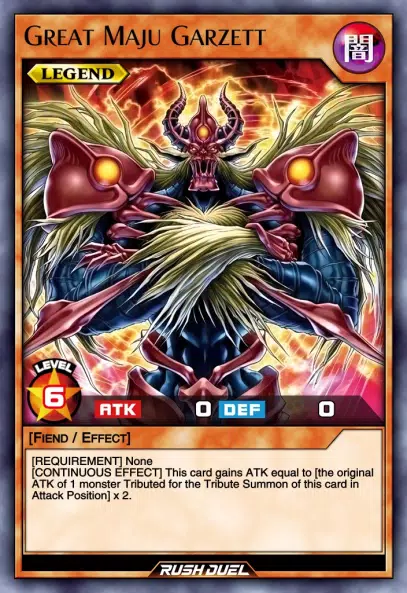 GREAT MAJU GARZETT
闇
LEGEND
LEVEL
6
ATK 0 DEF 0
[FIEND / EFFECT]
[REQUIREMENT] None
[CONTINUOUS EFFECT] This card gains ATK equal to [the original
ATK of 1 monster Tributed for the Tribute Summon of this card in
Attack Position] x 2.
RUSH DUEL